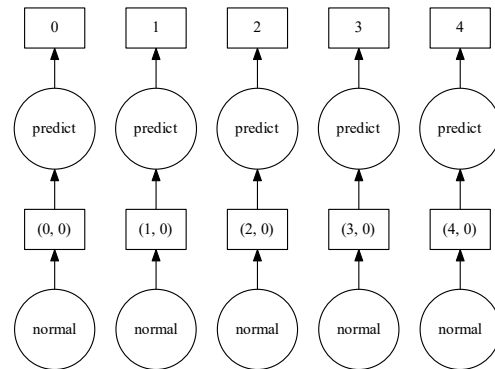 0 1 2 3 4
predict predict predict predict predict
(0, 0) (1, 0) (2, 0) (3, 0) (4, 0)
normal normal normal normal normal